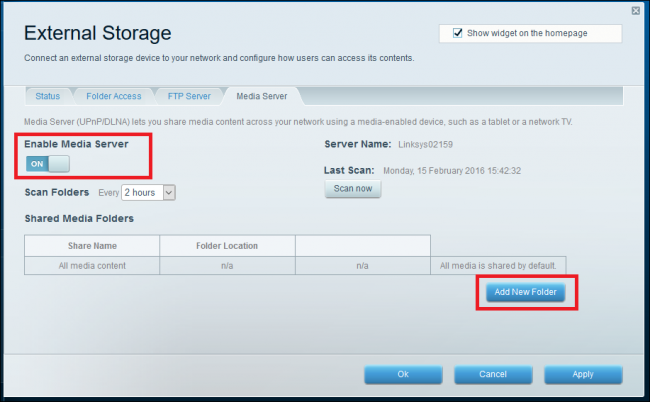 External Storage
Show widget on the homepage
Connect an external storage device to your network and configure how users can access its contents.
Status
Folder Access
FTP Server
Media Server
Media Server (UPnP/DLNA) lets you share media content across your network using a media-enabled device, such as a tablet or a network TV.
Enable Media Server
ON
Server Name: Linksys02159
Last Scan: Monday, 15 February 2016 15:42:32
Scan Folders Every 2 hours
Scan now
Shared Media Folders
Share Name Folder Location
All media content n/a n/a All media is shared by default.
Add New Folder
Ok Cancel Apply